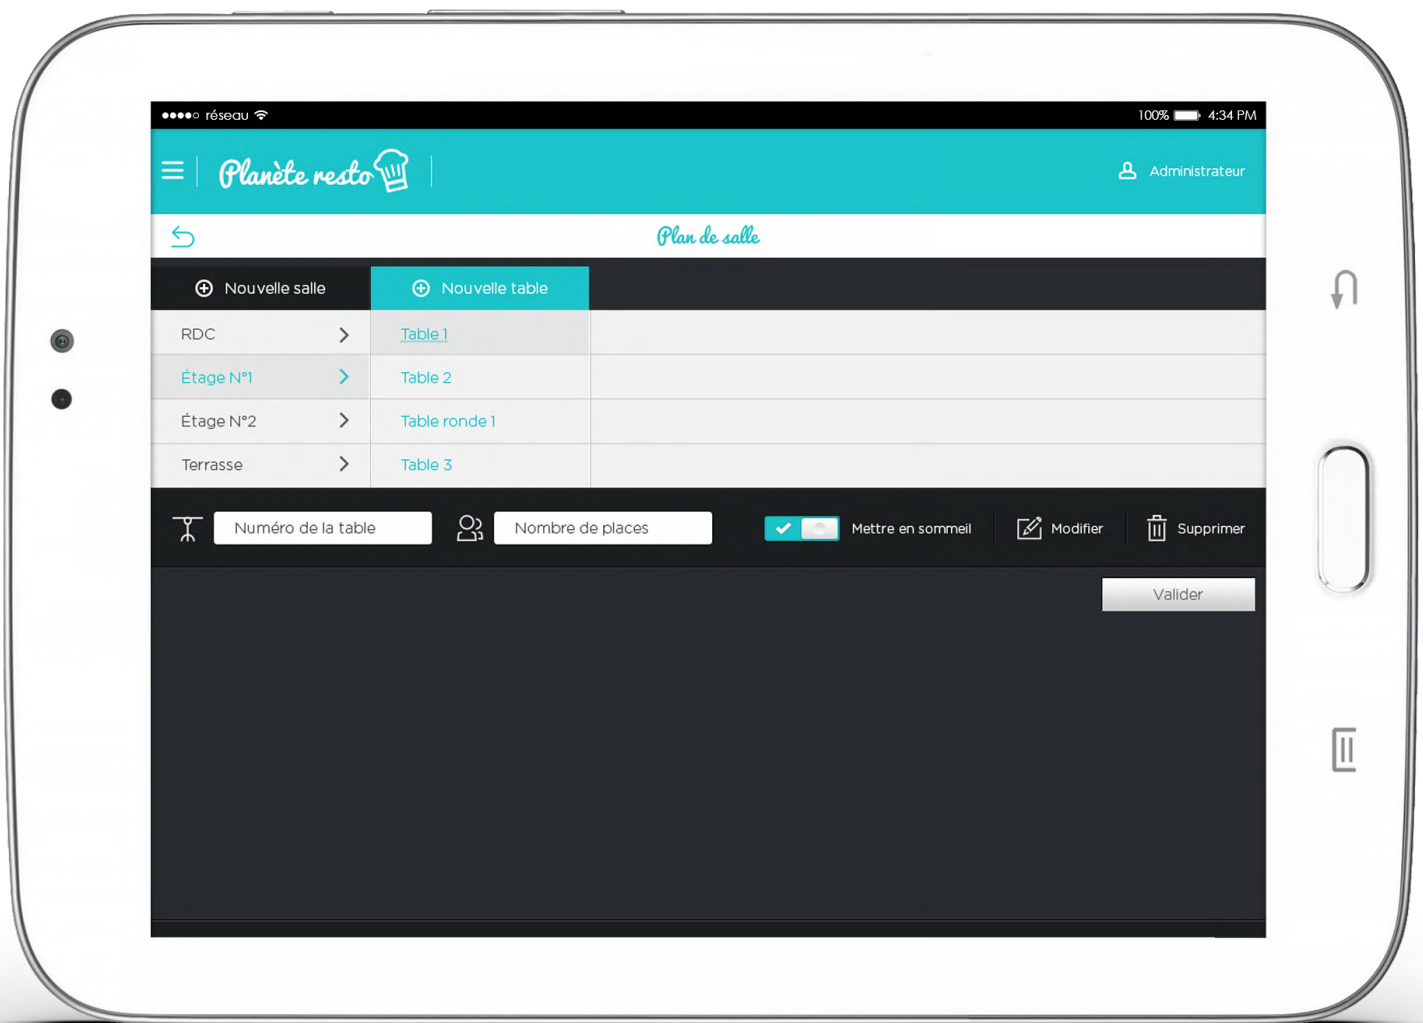 réseau
100% 4:34 PM
Planète resto
Administrateur
Plan de salle
Nouvelle salle
Nouvelle table
RDC
Table 1
Étage N°1
Table 2
Étage N°2
Table ronde 1
Terrasse
Table 3
Numéro de la table
Nombre de places
Mettre en sommeil
Modifier
Supprimer
Valider